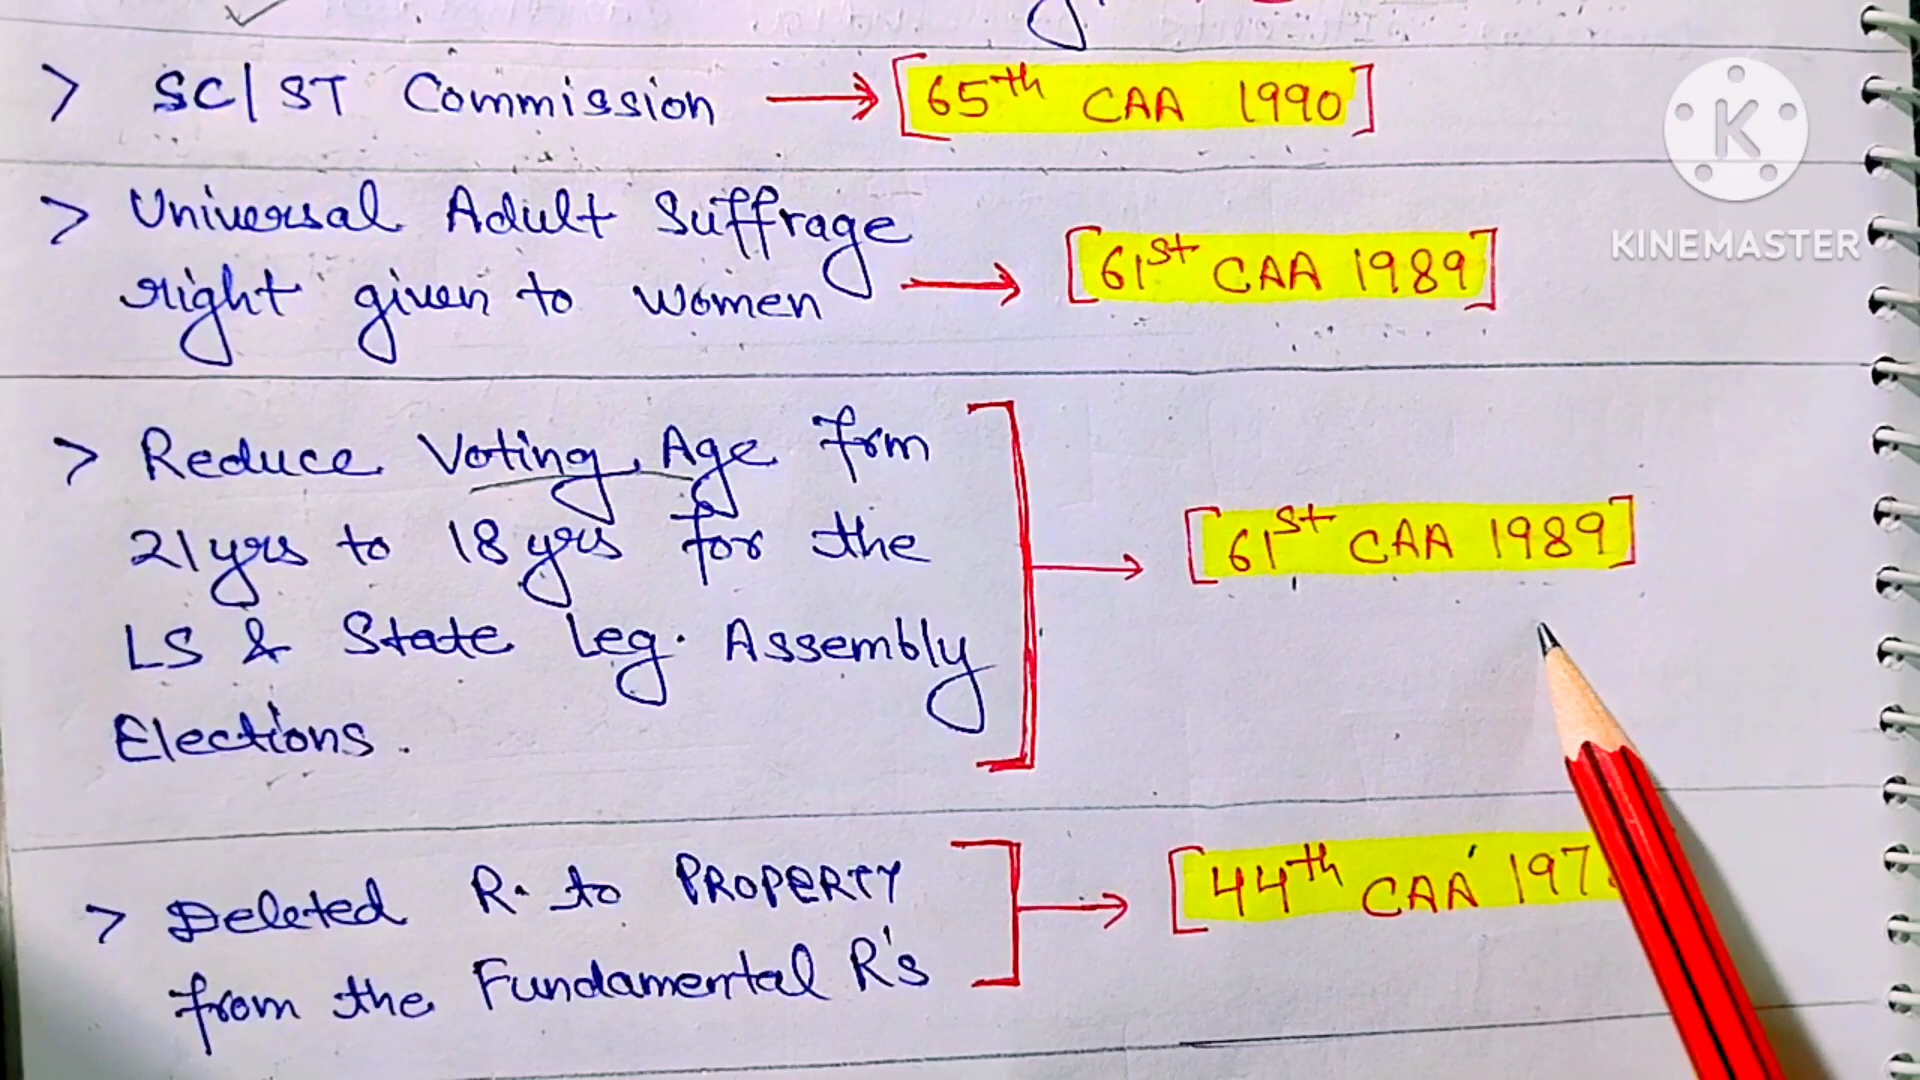 > SC/ST Commission → [65th CAA 1990]
K
KINEMASTER
> Universal Adult Suffrage
right given to women → [61st CAA 1989]
> Reduce Voting Age frm
21yrs to 18yrs for the
LS & State Leg. Assembly
Elections. → [61st CAA 1989]
> Deleted R. to PROPERTY
from the Fundamental R's → [44th CAA 197